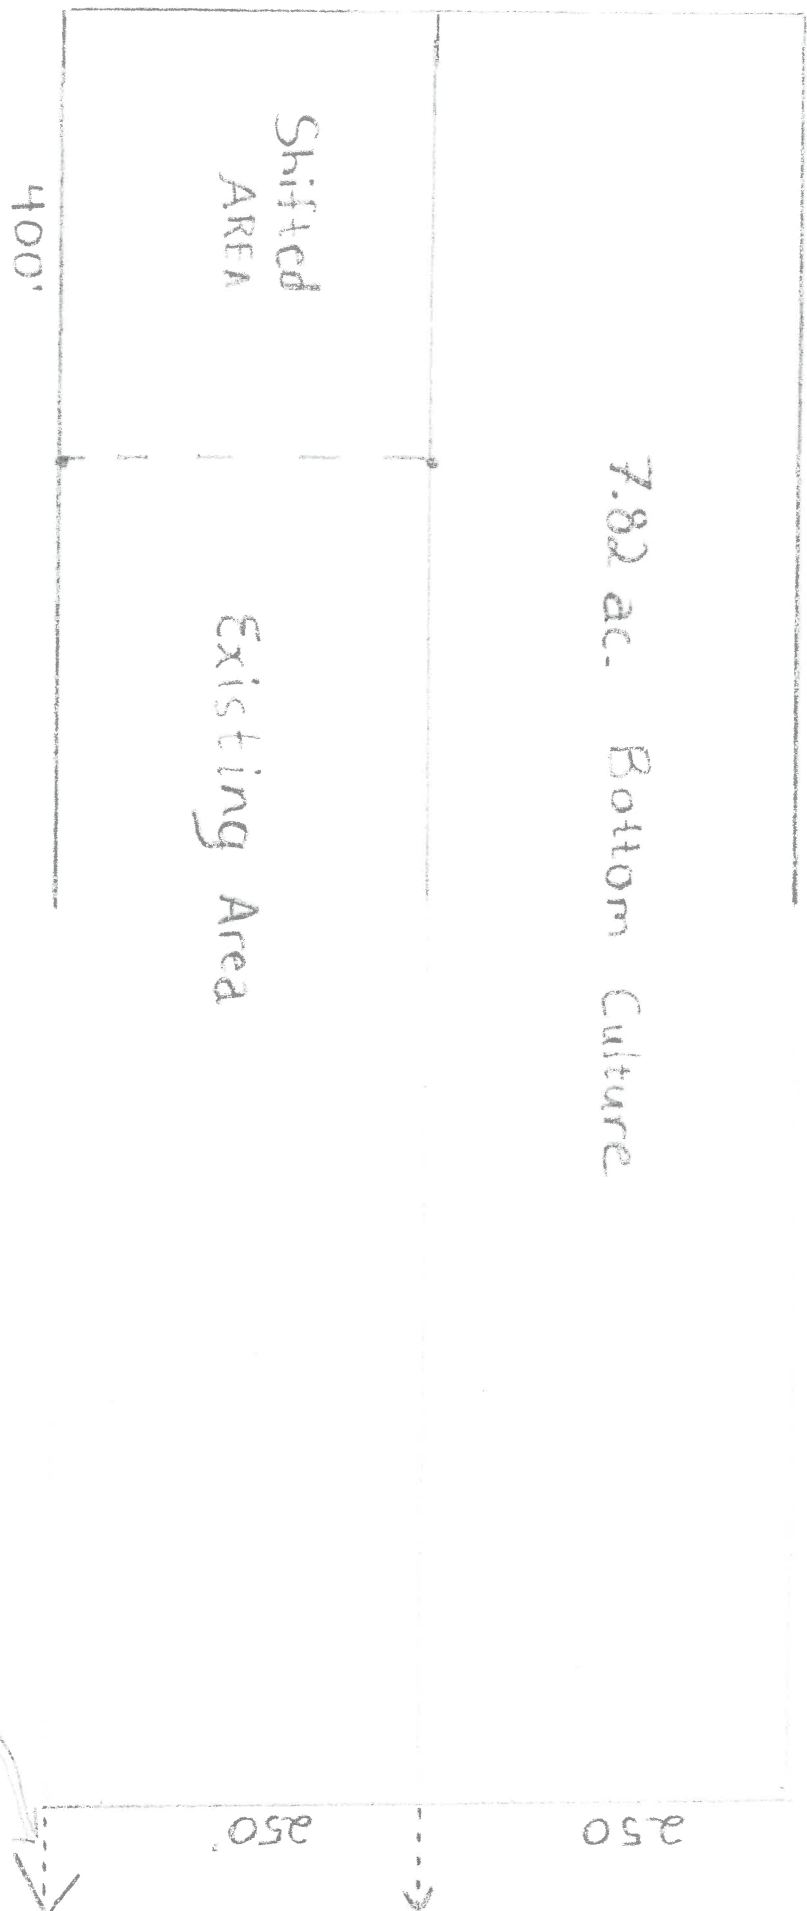 7.82 ac. Bottom Culture
Shifted
AREA
Existing Area
400'
250
250'